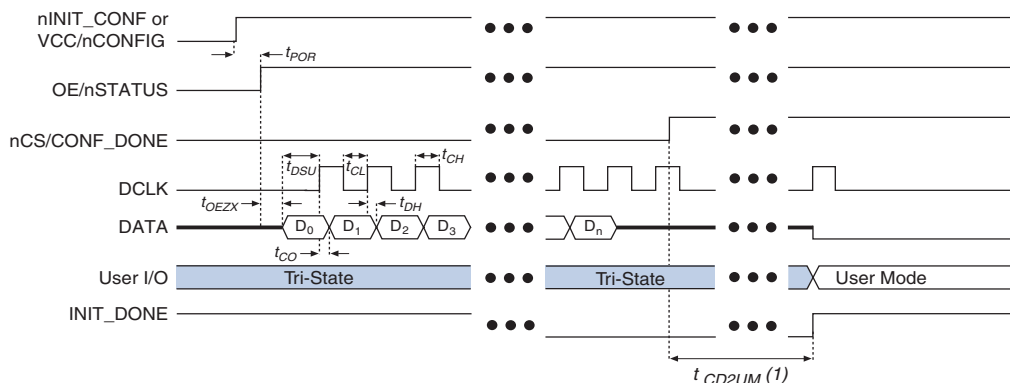 nINIT_CONF or
VCC/nCONFIG
tPOR
OE/nSTATUS
nCS/CONF_DONE
tDSU
tCL
tCH
DCLK
tOEZX
tDH
DATA
D0
D1
D2
D3
Dn
tCO
User I/O
Tri-State
Tri-State
User Mode
INIT_DONE
t CD2UM (1)